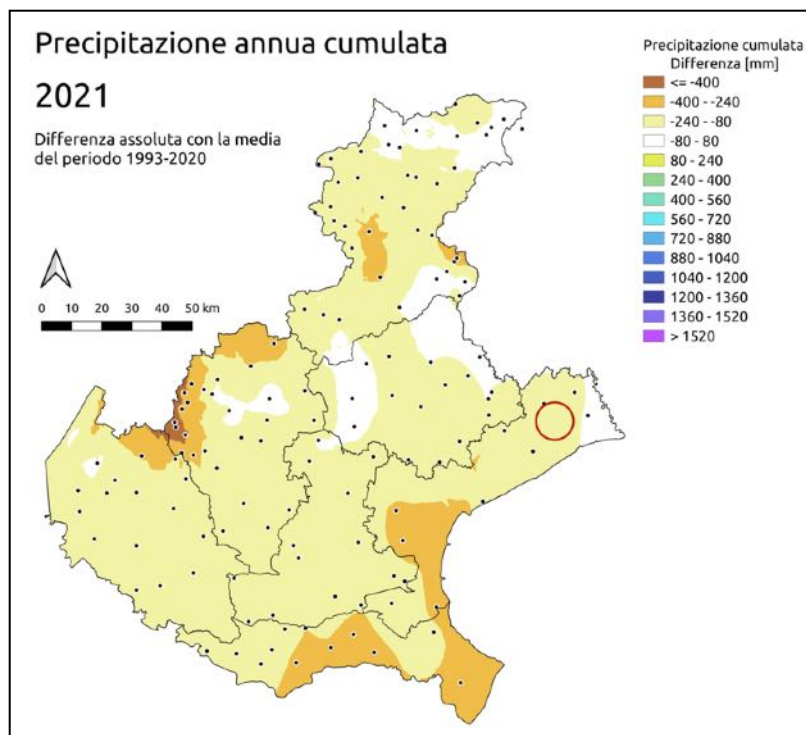 Precipitazione annua cumulata
2021
Differenza assoluta con la media
del periodo 1993-2020
0 10 20 30 40 50 km
Precipitazione cumulata
Differenza [mm]
<= -400
-400 - -240
-240 - -80
-80 - 80
80 - 240
240 - 400
400 - 560
560 - 720
720 - 880
880 - 1040
1040 - 1200
1200 - 1360
1360 - 1520
> 1520